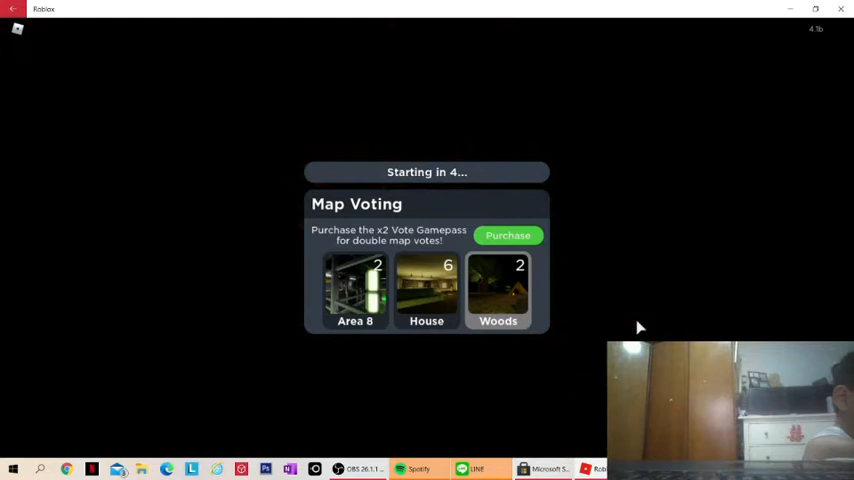 Roblox
4.1b
Starting in 4...
Map Voting
Purchase the x2 Vote Gamepass
for double map votes!
Purchase
2
6
2
Area 8
House
Woods
OBS 26.1.1 ...
Spotify
LINE
Microsoft S...
Rob